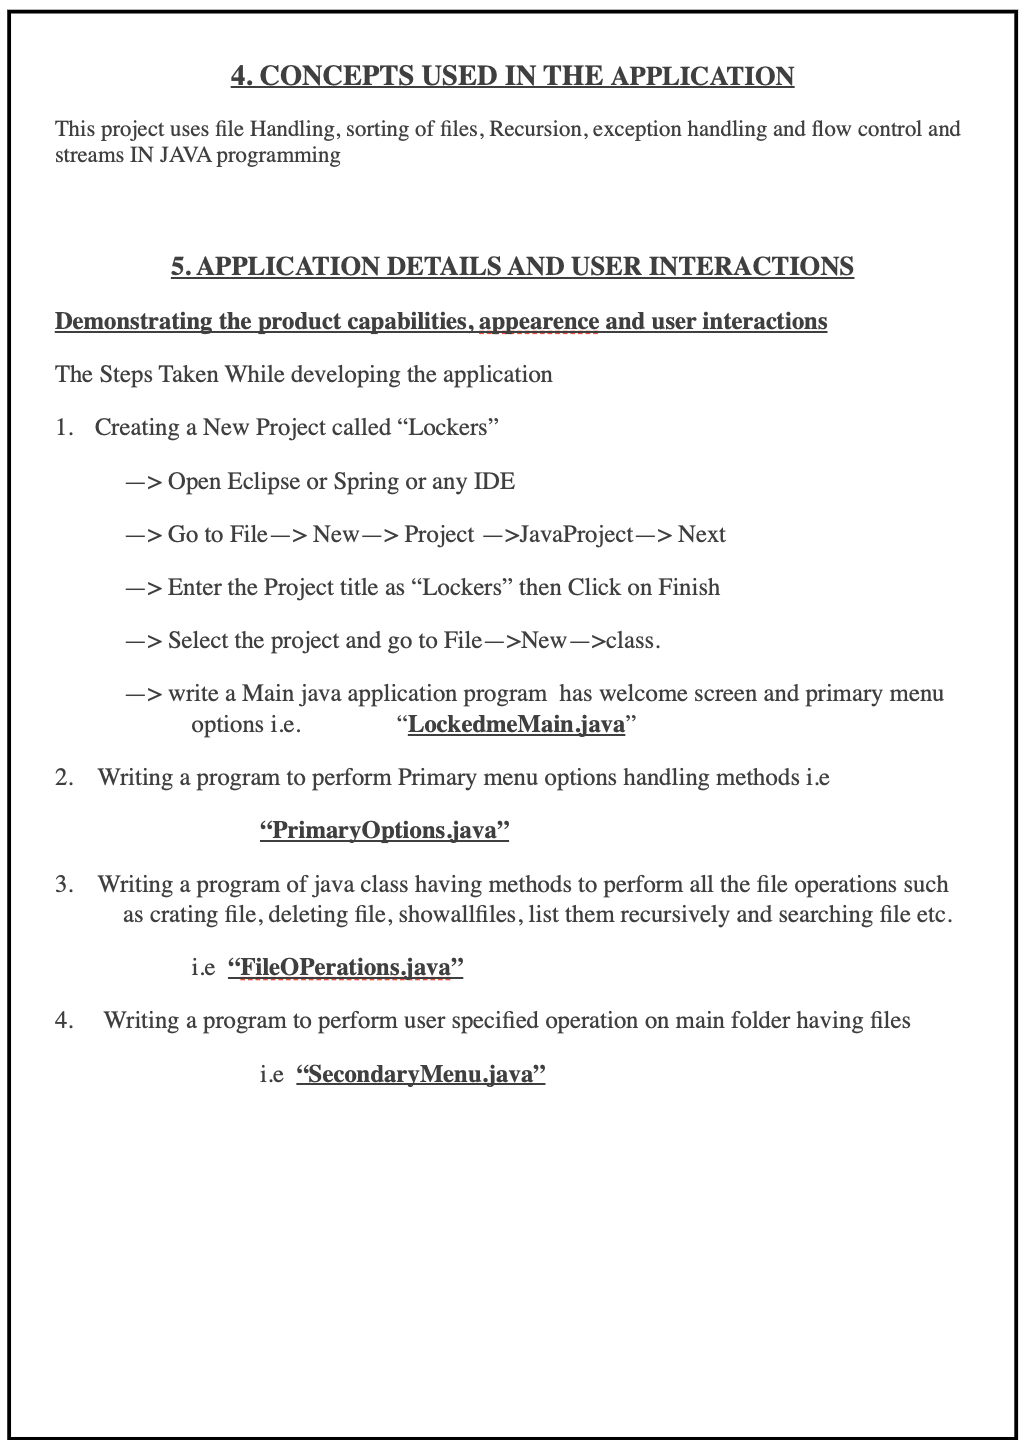 4. CONCEPTS USED IN THE APPLICATION
This project uses file Handling, sorting of files, Recursion, exception handling and flow control and
streams IN JAVA programming
5. APPLICATION DETAILS AND USER INTERACTIONS
Demonstrating the product capabilities, appearence and user interactions
The Steps Taken While developing the application
1. Creating a New Project called “Lockers”
—> Open Eclipse or Spring or any IDE
—> Go to File—> New—> Project —>JavaProject—> Next
—> Enter the Project title as “Lockers” then Click on Finish
—> Select the project and go to File—>New—>class.
—> write a Main java application program has welcome screen and primary menu
options i.e. “LockedmeMain.java”
2. Writing a program to perform Primary menu options handling methods i.e
“PrimaryOptions.java”
3. Writing a program of java class having methods to perform all the file operations such
as crating file, deleting file, showallfiles, list them recursively and searching file etc.
i.e “FileOPerations.java”
4. Writing a program to perform user specified operation on main folder having files
i.e “SecondaryMenu.java”